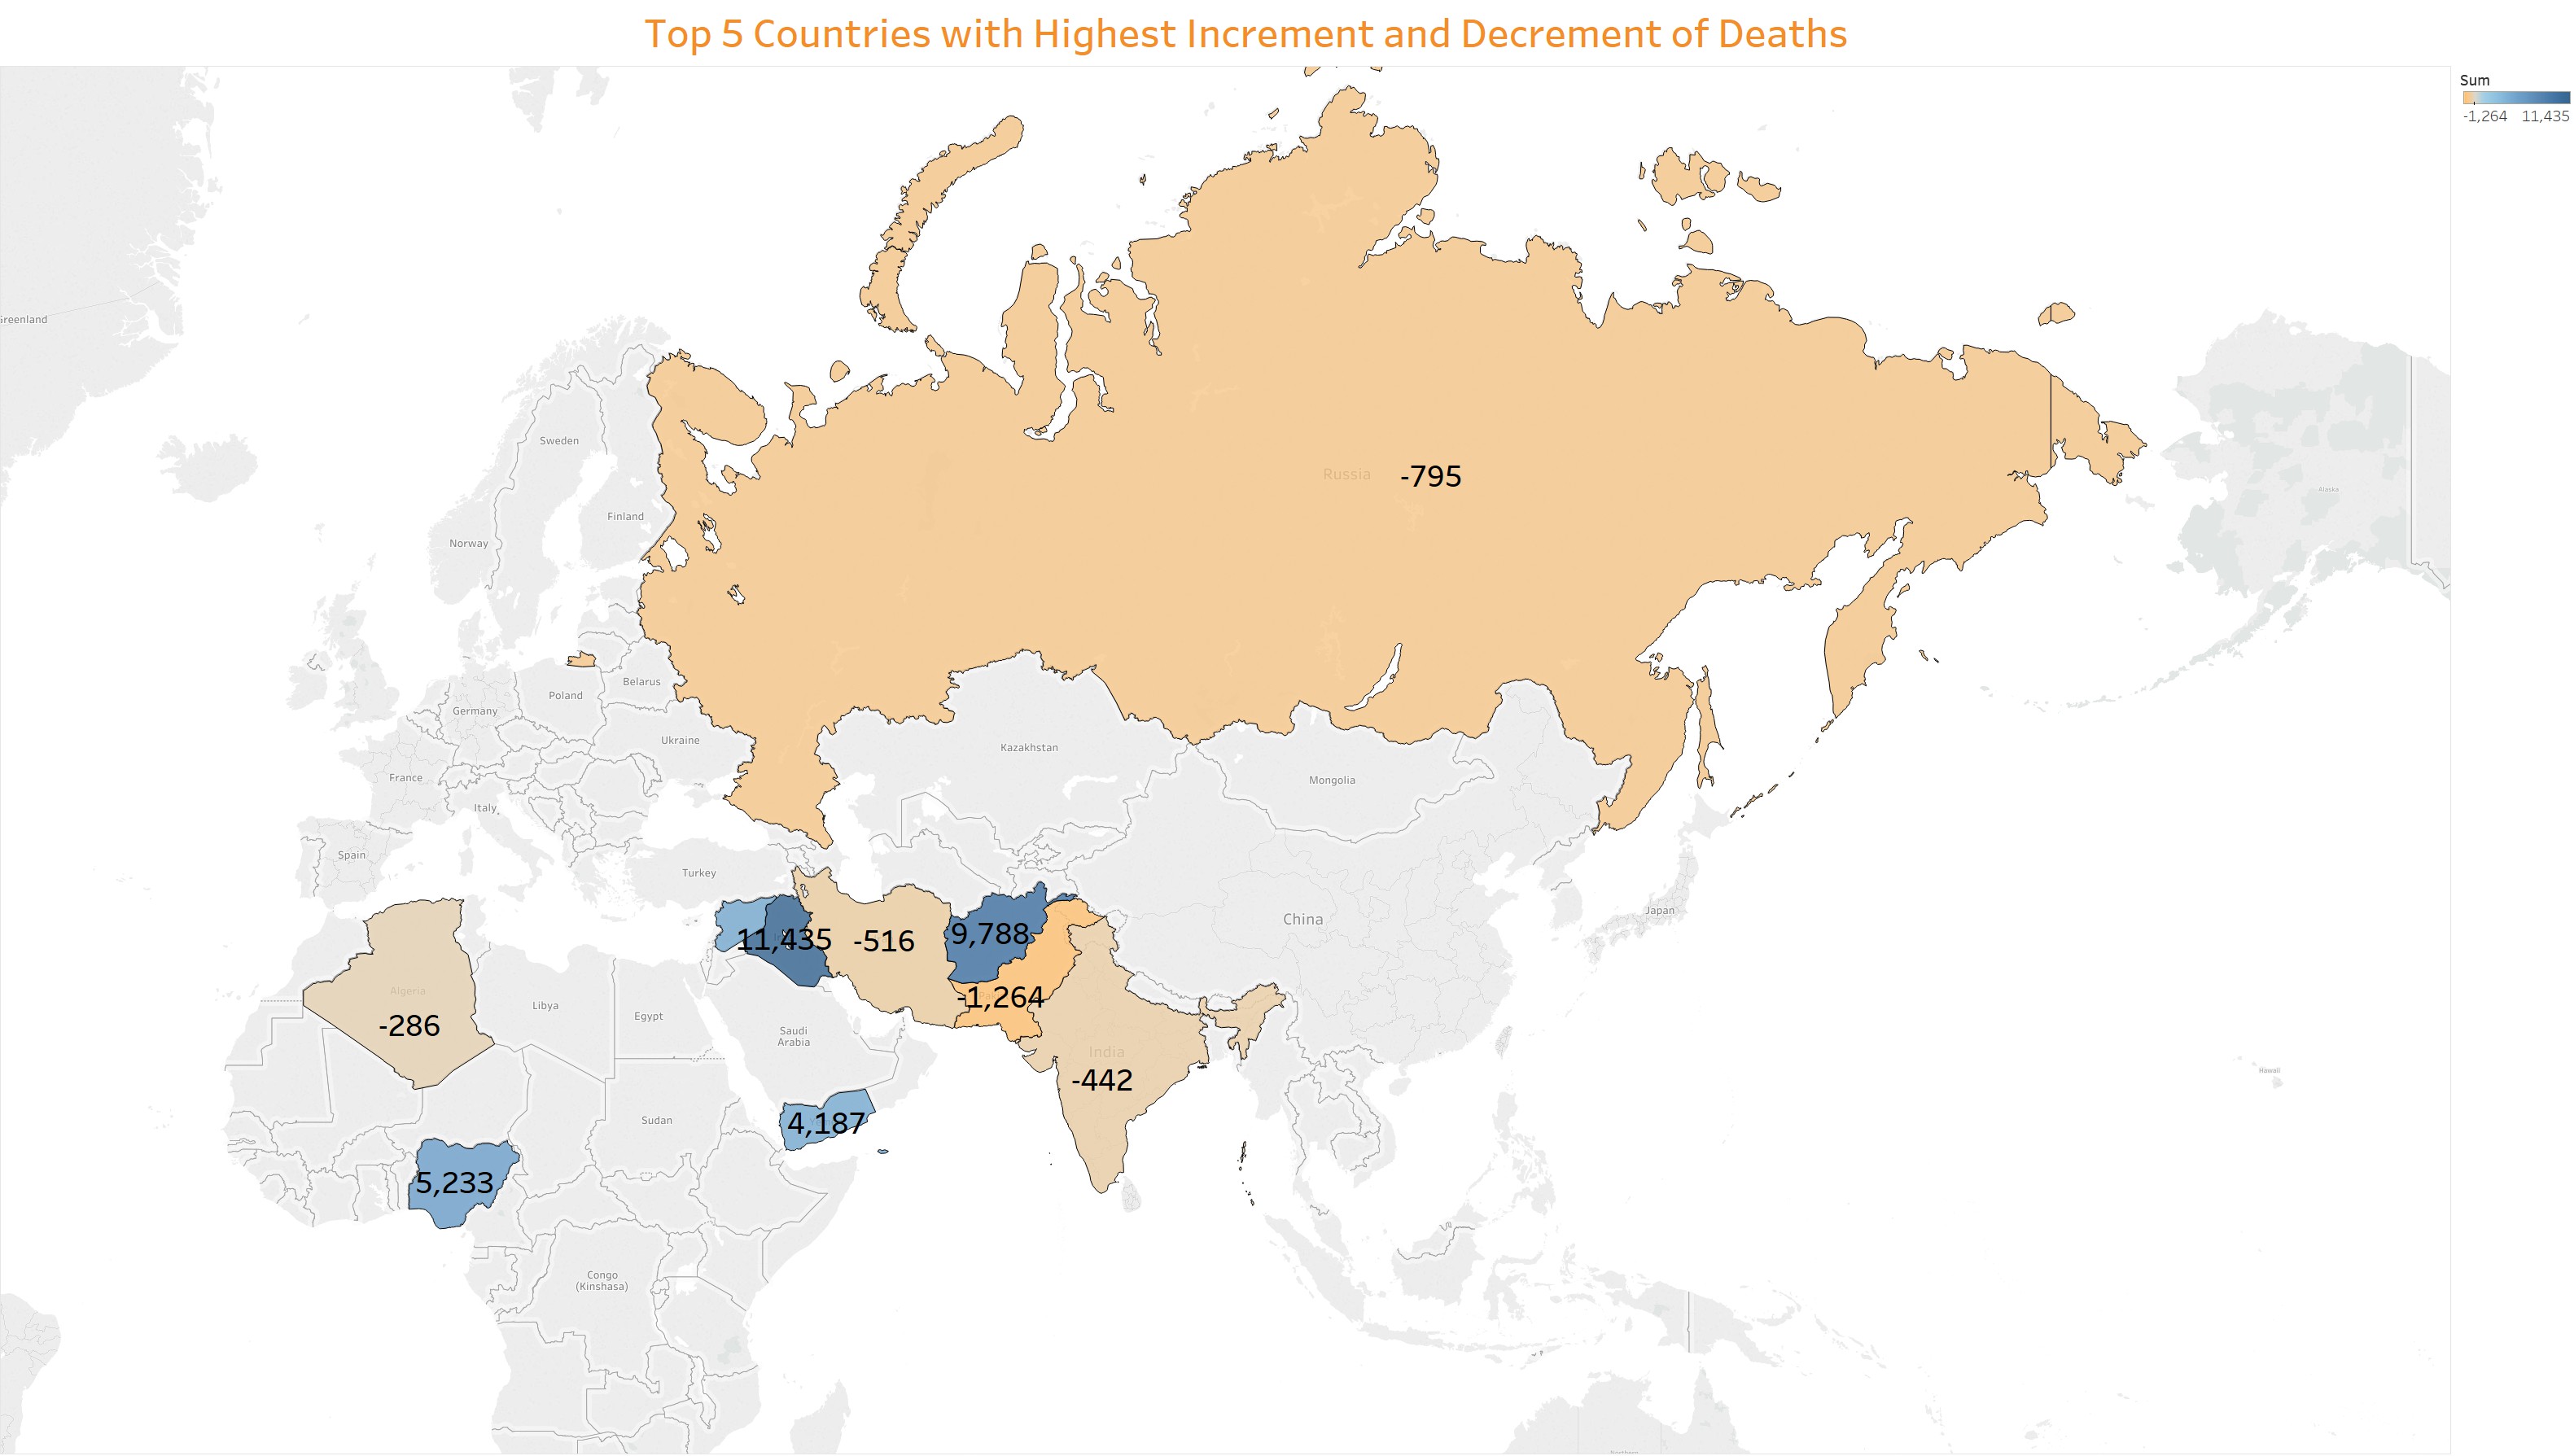 Top 5 Countries with Highest Increment and Decrement of Deaths
Sum
-1,264 11,435
Greenland
Sweden
Finland
Norway
Russia -795
Alaska
Belarus
Poland
Germany
Ukraine
France
Kazakhstan
Mongolia
Italy
Spain
Turkey
China
Japan
11,435
-516
9,788
-1,264
Algeria
-286
Libya
Egypt
Saudi
Arabia
India
-442
Hawaii
Sudan
4,187
5,233
Congo
(Kinshasa)